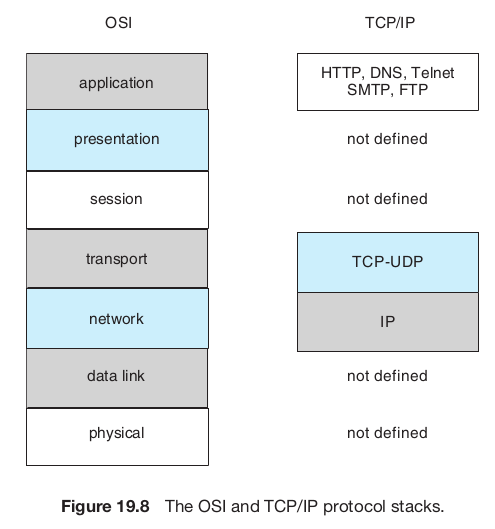 OSI
TCP/IP
application
HTTP, DNS, Telnet
SMTP, FTP
presentation
not defined
session
not defined
transport
TCP-UDP
network
IP
data link
not defined
physical
not defined
Figure 19.8 The OSI and TCP/IP protocol stacks.